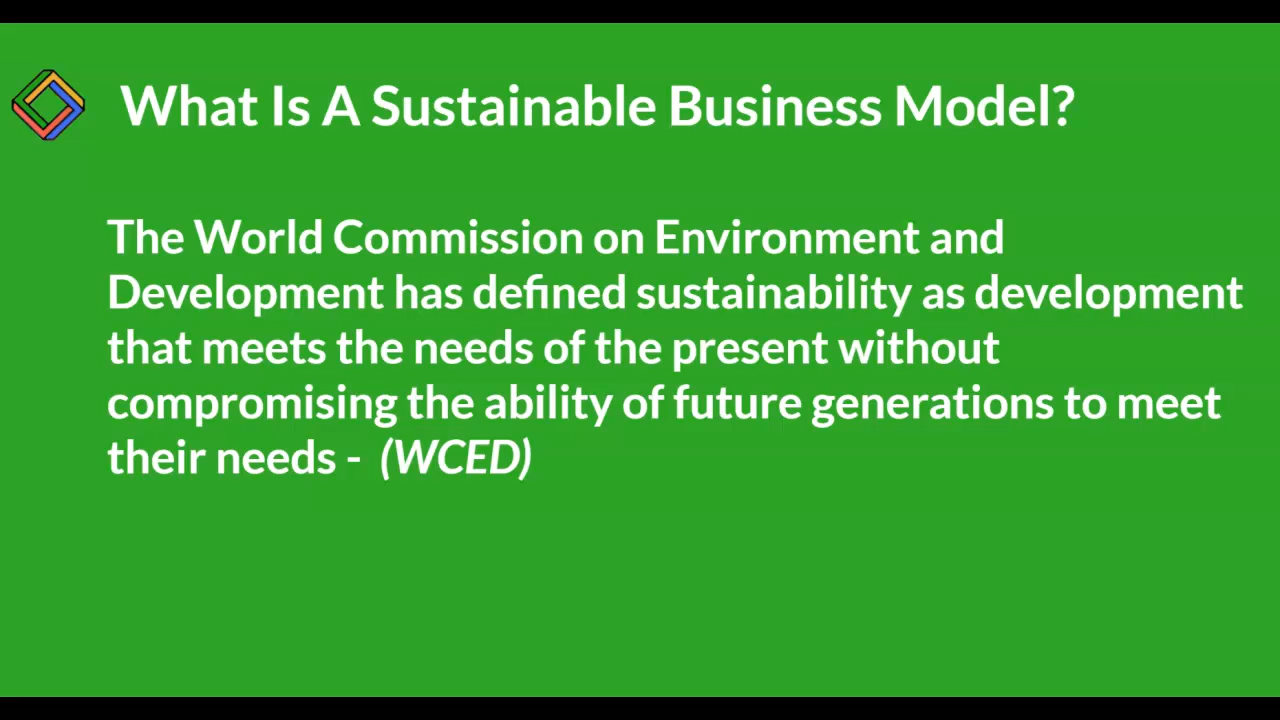 What Is A Sustainable Business Model?
The World Commission on Environment and
Development has defined sustainability as development
that meets the needs of the present without
compromising the ability of future generations to meet
their needs - (WCED)